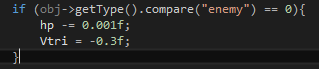 if (obj->getType().compare("enemy") == 0){
hp -= 0.001f;
Vtri = -0.3f;
}